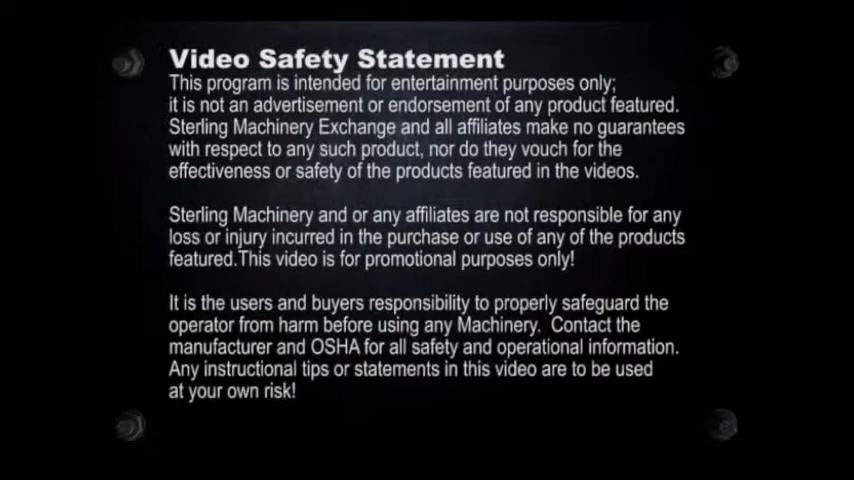 Video Safety Statement
This program is intended for entertainment purposes only;
it is not an advertisement or endorsement of any product featured.
Sterling Machinery Exchange and all affiliates make no guarantees
with respect to any such product, nor do they vouch for the
effectiveness or safety of the products featured in the videos.
Sterling Machinery and or any affiliates are not responsible for any
loss or injury incurred in the purchase or use of any of the products
featured.This video is for promotional purposes only!
It is the users and buyers responsibility to properly safeguard the
operator from harm before using any Machinery.  Contact the
manufacturer and OSHA for all safety and operational information.
Any instructional tips or statements in this video are to be used
at your own risk!